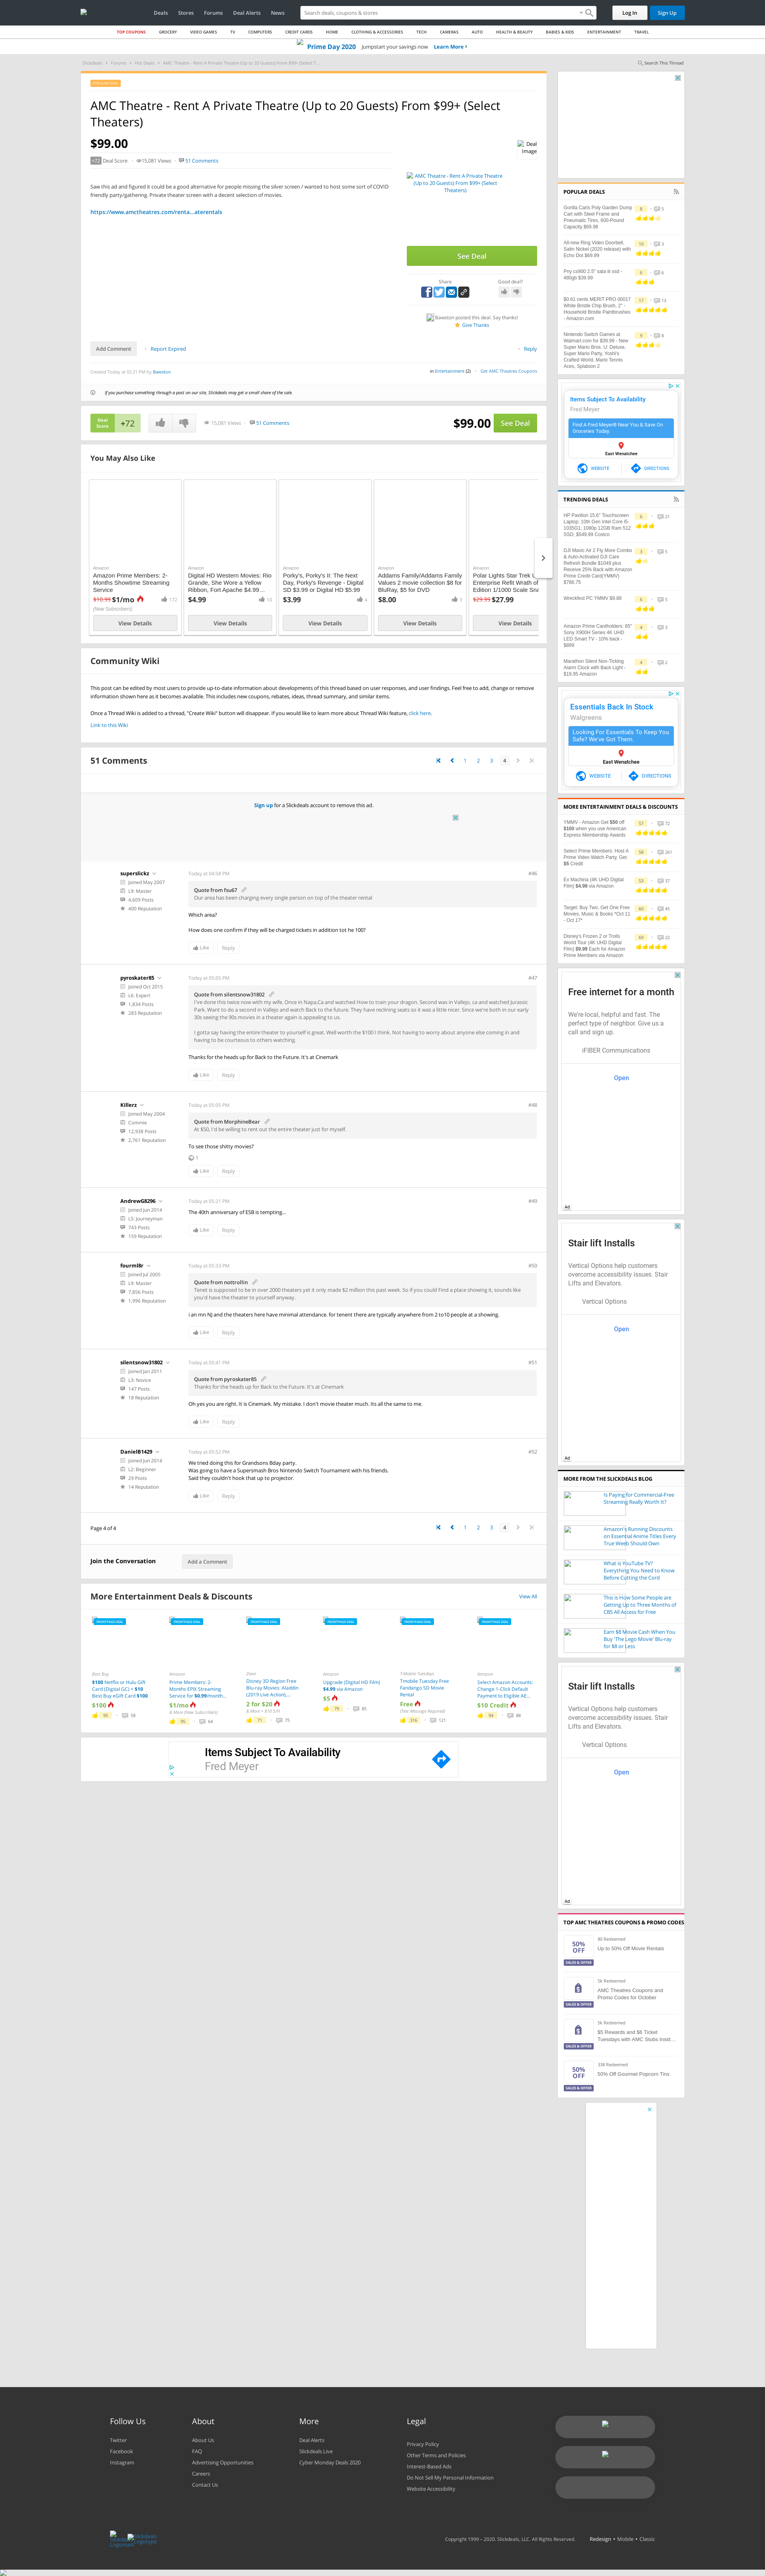 Deals Stores Forums Deal Alerts News
Search deals, coupons & stores
Log In
Sign Up
TOP COUPONS GROCERY VIDEO GAMES TV COMPUTERS CREDIT CARDS HOME CLOTHING & ACCESSORIES TECH CAMERAS AUTO HEALTH & BEAUTY BABIES & KIDS ENTERTAINMENT TRAVEL
Prime Day 2020 Jumpstart your savings now Learn More
Slickdeals > Forums > Hot Deals > AMC Theatre - Rent A Private Theatre (Up to 20 Guests) From $99+ (Select T...
Search This Thread
AMC Theatre - Rent A Private Theatre (Up to 20 Guests) From $99+ (Select Theaters)
$99.00
+72 Deal Score 15,081 Views 51 Comments
Deal Image
Saw this ad and figured it could be a good alternative for people missing the silver screen / wanted to host some sort of COVID friendly party. Private theater with a decent selection of movies.
https://www.amctheatres.com/renta...aterentals
AMC Theatre - Rent A Private Theatre (Up to 20 Guests) From $99+ (Select Theaters)
See Deal
Share
Good deal?
Bawston posted this deal. Say thanks!
Give Thanks
Add Comment
Report Expired
Reply
Created Today at 03:21 PM by Bawston
in Entertainment (2) Get AMC Theatres Coupons
If you purchase something through a post on our site, Slickdeals may get a small share of the sale.
Deal Score +72
15,081 Views 51 Comments
$99.00
See Deal
You May Also Like
Amazon
Amazon Prime Members: 2-Months Showtime Streaming Service
$10.99 $1/mo 172
(New Subscribers)
View Details
Amazon
Digital HD Western Movies: Rio Grande, She Wore a Yellow Ribbon, Fort Apache $4.99...
$4.99 10
View Details
Amazon
Porky's, Porky's II: The Next Day, Porky's Revenge - Digital SD $3.99 or Digital HD $5.99
$3.99 4
View Details
Amazon
Addams Family/Addams Family Values 2 movie collection $8 for BluRay, $5 for DVD
$8.00 3
View Details
Amazon
Polar Lights Star Trek U
Enterprise Refit Wrath of
Edition 1/1000 Scale Sna
$29.99 $27.99
View Details
Community Wiki
This post can be edited by most users to provide up-to-date information about developments of this thread based on user responses, and user findings. Feel free to add, change or remove information shown here as it becomes available. This includes new coupons, rebates, ideas, thread summary, and similar items.
Once a Thread Wiki is added to a thread, "Create Wiki" button will disappear. If you would like to learn more about Thread Wiki feature, click here.
Link to this Wiki
51 Comments
1 2 3 4
Sign up for a Slickdeals account to remove this ad.
superslickz
Joined May 2007
L9: Master
4,609 Posts
400 Reputation
Today at 04:58 PM
#46
Quote from fsu67
Our area has been charging every single person on top of the theater rental
Which area?
How does one confirm if they will be charged tickets in addition tot he 100?
Like Reply
pyroskater85
Joined Oct 2015
L6: Expert
1,834 Posts
283 Reputation
Today at 05:05 PM
#47
Quote from silentsnow31802
I've done this twice now with my wife. Once in Napa,Ca and watched How to train your dragon. Second was in Vallejo, ca and watched Jurassic Park. Want to do a second in Vallejo and watch Back to the future. They have reclining seats so it was like a mini retreat. Since we're both in our early 30s seeing the 90s movies in a theater again is appealing to us.
I gotta say having the entire theater to yourself is great. Well worth the $100 I think. Not having to worry about anyone else coming in and having to be courteous to others watching.
Thanks for the heads up for Back to the Future. It's at Cinemark
Like Reply
Killerz
Joined May 2004
Commie
12,938 Posts
2,761 Reputation
Today at 05:05 PM
#48
Quote from MorphineBear
At $50, I'd be willing to rent out the entire theater just for myself.
To see those shitty movies?
1
Like Reply
AndrewG8296
Joined Jun 2014
L5: Journeyman
743 Posts
159 Reputation
Today at 05:21 PM
#49
The 40th anniversary of ESB is tempting...
Like Reply
fourml8r
Joined Jul 2005
L9: Master
7,856 Posts
1,996 Reputation
Today at 05:33 PM
#50
Quote from nottrollin
Tenet is supposed to be in over 2000 theaters yet it only made $2 million this past week. So if you could Find a place showing it, sounds like you'd have the theater to yourself anyway.
I an mn NJ and the theaters here have minimal attendance. for tenent there are typically anywhere from 2 to10 people at a showing.
Like Reply
silentsnow31802
Joined Jan 2011
L3: Novice
147 Posts
18 Reputation
Today at 05:41 PM
#51
Quote from pyroskater85
Thanks for the heads up for Back to the Future. It's at Cinemark
Oh yes you are right. It is Cinemark. My mistake. I don't movie theater much. Its all the same to me.
Like Reply
DanielB1429
Joined Jun 2014
L2: Beginner
29 Posts
14 Reputation
Today at 05:52 PM
#52
We tried doing this for Grandsons Bday party.
Was going to have a Supersmash Bros Nintendo Switch Tournament with his friends.
Said they couldn't hook that up to projector.
Like Reply
Page 4 of 4
1 2 3 4
Join the Conversation
Add a Comment
More Entertainment Deals & Discounts
View All
FRONTPAGE DEAL
Best Buy
$100 Netflix or Hulu Gift Card (Digital GC) + $10 Best Buy eGift Card $100
$100
95 58
FRONTPAGE DEAL
Amazon
Prime Members: 2-Months EPIX Streaming Service for $0.99/month...
$1/mo
& More (New Subscribers)
95 64
FRONTPAGE DEAL
Zavvi
Disney 3D Region Free Blu-ray Movies: Aladdin (2019 Live Action),...
2 for $20
& More + $10 S/H
71 75
FRONTPAGE DEAL
Amazon
Upgrade (Digital HD Film) $4.99 via Amazon
$5
79 85
FRONTPAGE DEAL
T-Mobile Tuesdays
Tmobile Tuesday Free Fandango SD Movie Rental
Free
(Text Message Required)
316 121
FRONTPAGE DEAL
Amazon
Select Amazon Accounts: Change 1-Click Default Payment to Eligible AE...
$10 Credit
94 88
Items Subject To Availability
Fred Meyer
POPULAR DEALS
Gorilla Carts Poly Garden Dump Cart with Steel Frame and Pneumatic Tires, 600-Pound Capacity $69.98
8 5
All-new Ring Video Doorbell, Satin Nickel (2020 release) with Echo Dot $69.99
10 3
Pny cs900 2.5" sata iii ssd - 480gb $39.99
6 6
$0.61 cents MERIT PRO 00017 White Bristle Chip Brush, 2" - Household Bristle Paintbrushes - Amazon.com
17 13
Nintendo Switch Games at Walmart.com for $39.99 - New Super Mario Bros. U: Deluxe, Super Mario Party, Yoshi's Crafted World, Mario Tennis Aces, Splatoon 2
9 8
Items Subject To Availability
Fred Meyer
Find A Fred Meyer® Near You & Save On Groceries Today.
East Wenatchee
WEBSITE DIRECTIONS
TRENDING DEALS
HP Pavilion 15.6" Touchscreen Laptop; 10th Gen Intel Core i5-1035G1; 1080p 12GB Ram 512 SSD; $549.99 Costco
6 21
DJI Mavic Air 2 Fly More Combo & Auto-Activated DJI Care Refresh Bundle $1049 plus Receive 25% Back with Amazon Prime Credit Card(YMMV) $786.75
3 5
Wreckfest PC YMMV $9.89
6 5
Amazon Prime Cardholders: 65" Sony X900H Series 4K UHD LED Smart TV - 10% back - $899
4 3
Marathon Silent Non-Ticking Alarm Clock with Back Light - $19.95 Amazon
4 2
Essentials Back In Stock
Walgreens
Looking For Essentials To Keep You Safe? We've Got Them.
East Wenatchee
WEBSITE DIRECTIONS
MORE ENTERTAINMENT DEALS & DISCOUNTS
YMMV - Amazon Get $50 off $100 when you use American Express Membership Awards
57 72
Select Prime Members: Host A Prime Video Watch Party, Get $5 Credit
58 261
Ex Machina (4K UHD Digital Film) $4.99 via Amazon
53 37
Target: Buy Two, Get One Free Movies, Music & Books *Oct 11 - Oct 17*
60 45
Disney's Frozen 2 or Trolls World Tour (4K UHD Digital Film) $9.99 Each for Amazon Prime Members via Amazon
69 22
Free internet for a month
We're local, helpful and fast. The perfect type of neighbor. Give us a call and sign up.
iFIBER Communications
Open
Ad
Stair lift Installs
Vertical Options help customers overcome accessibility issues. Stair Lifts and Elevators.
Vertical Options
Open
Ad
MORE FROM THE SLICKDEALS BLOG
Is Paying for Commercial-Free Streaming Really Worth It?
Amazon's Running Discounts on Essential Anime Titles Every True Weeb Should Own
What is YouTube TV? Everything You Need to Know Before Cutting the Cord
This is How Some People are Getting Up to Three Months of CBS All Access for Free
Earn $8 Movie Cash When You Buy 'The Lego Movie' Blu-ray for $8 or Less
Stair lift Installs
Vertical Options help customers overcome accessibility issues. Stair Lifts and Elevators.
Vertical Options
Open
Ad
TOP AMC THEATRES COUPONS & PROMO CODES
50% OFF
SALES & OFFER
80 Redeemed
Up to 50% Off Movie Rentals
SALES & OFFER
5k Redeemed
AMC Theatres Coupons and Promo Codes for October
SALES & OFFER
5k Redeemed
$5 Rewards and $6 Ticket Tuesdays with AMC Stubs Insid...
50% OFF
SALES & OFFER
338 Redeemed
50% Off Gourmet Popcorn Tins
Follow Us
Twitter
Facebook
Instagram
About
About Us
FAQ
Advertising Opportunities
Careers
Contact Us
More
Deal Alerts
Slickdeals Live
Cyber Monday Deals 2020
Legal
Privacy Policy
Other Terms and Policies
Interest-Based Ads
Do Not Sell My Personal Information
Website Accessibility
Copyright 1999 - 2020. Slickdeals, LLC. All Rights Reserved. Redesign • Mobile • Classic